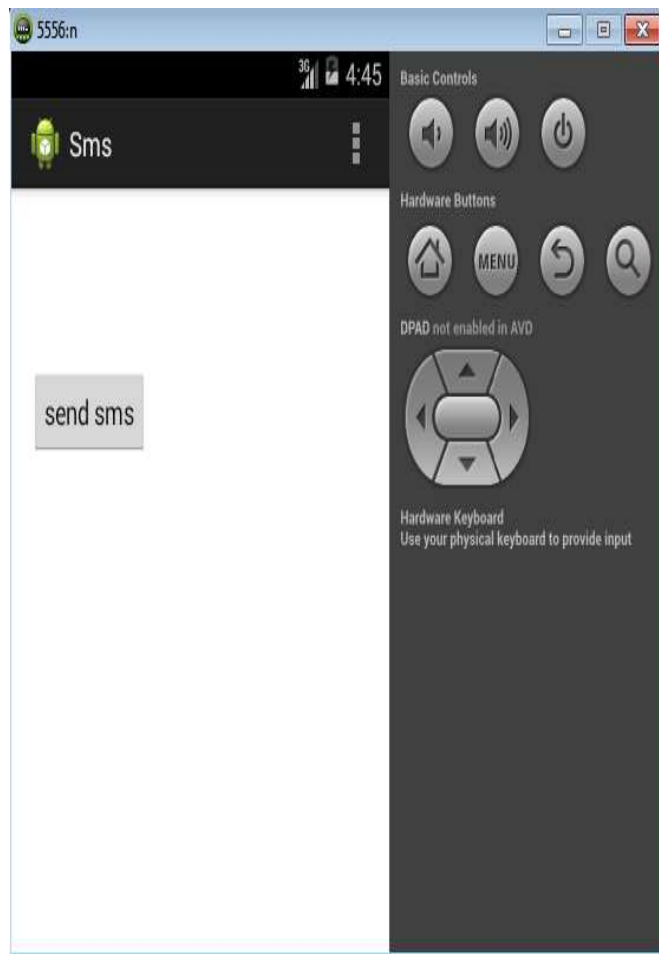 5556:n
3G 4:45
Sms
send sms
Basic Controls
Hardware Buttons
MENU
DPAD not enabled in AVD
Hardware Keyboard
Use your physical keyboard to provide input